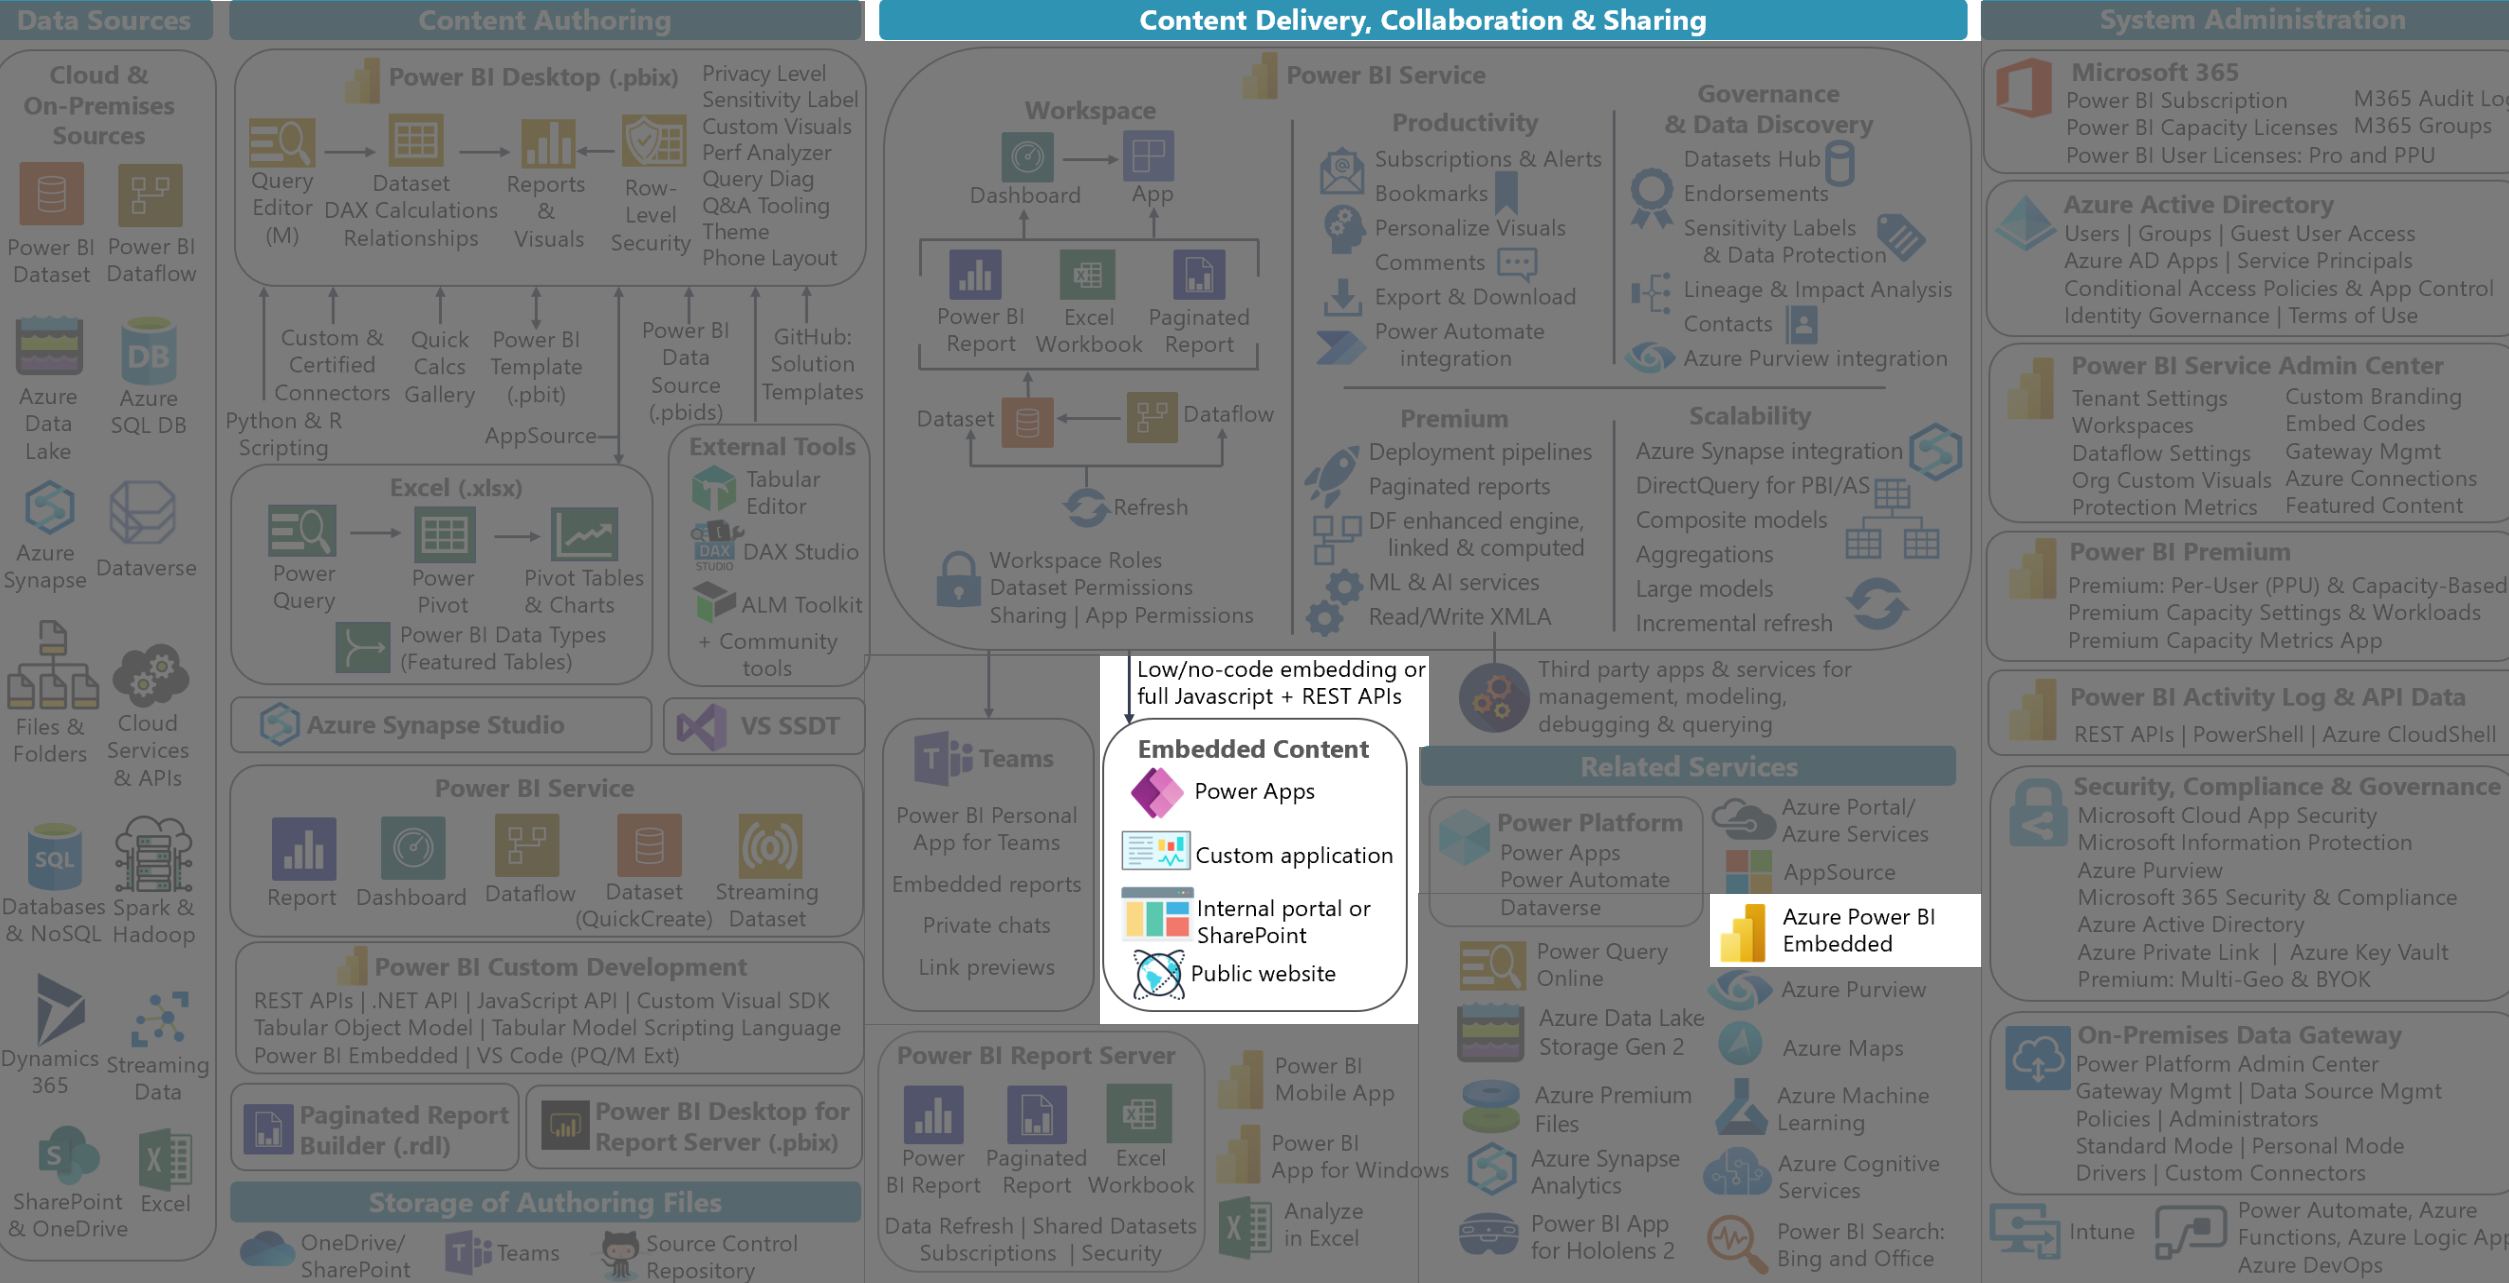 Data Sources
Cloud &
On-Premises
Sources
Power BI
Dataset
Power BI
Dataflow
Azure
Data
Lake
Azure
SQL DB
DB
Azure
Synapse
Dataverse
Files &
Folders
Cloud
Services
& APIs
SQL
Databases
& NoSQL
Spark &
Hadoop
Dynamics
365
Streaming
Data
SharePoint
& OneDrive
Excel
Content Authoring
Power BI Desktop (.pbix)
Query
Editor
(M)
Dataset
DAX Calculations
Relationships
Reports
&
Visuals
Row-
Level
Security
Privacy Level
Sensitivity Label
Custom Visuals
Perf Analyzer
Query Diag
Q&A Tooling
Theme
Phone Layout
Python & R
Scripting
Custom &
Certified
Connectors
Quick
Calcs
Gallery
Power BI
Template
(.pbit)
AppSource
Power BI
Data
Source
(.pbids)
GitHub:
Solution
Templates
Excel (.xlsx)
Power
Query
Power
Pivot
Pivot Tables
& Charts
Power BI Data Types
(Featured Tables)
External Tools
Tabular
Editor
DAX
STUDIO
DAX Studio
ALM Toolkit
+ Community
tools
Azure Synapse Studio
VS SSDT
Power BI Service
Report
Dashboard
Dataflow
Dataset
(QuickCreate)
Streaming
Dataset
Power BI Custom Development
REST APIs | .NET API | JavaScript API | Custom Visual SDK
Tabular Object Model | Tabular Model Scripting Language
Power BI Embedded | VS Code (PQ/M Ext)
Paginated Report
Builder (.rdl)
Power BI Desktop for
Report Server (.pbix)
Storage of Authoring Files
OneDrive/
SharePoint
Teams
Source Control
Repository
Content Delivery, Collaboration & Sharing
Power BI Service
Workspace
Dashboard
App
Power BI
Report
Excel
Workbook
Paginated
Report
Dataset
Dataflow
Refresh
Workspace Roles
Dataset Permissions
Sharing | App Permissions
Productivity
Subscriptions & Alerts
Bookmarks
Personalize Visuals
Comments
Export & Download
Power Automate
integration
Governance
& Data Discovery
Datasets Hub
Endorsements
Sensitivity Labels
& Data Protection
Lineage & Impact Analysis
Contacts
Azure Purview integration
Premium
Deployment pipelines
Paginated reports
DF enhanced engine,
linked & computed
ML & AI services
Read/Write XMLA
Scalability
Azure Synapse integration
DirectQuery for PBI/AS
Composite models
Aggregations
Large models
Incremental refresh
Teams
Power BI Personal
App for Teams
Embedded reports
Private chats
Link previews
Low/no-code embedding or
full Javascript + REST APIs
Embedded Content
Power Apps
Custom application
Internal portal or
SharePoint
Public website
Third party apps & services for
management, modeling,
debugging & querying
Power BI Report Server
Power
BI Report
Paginated
Report
Excel
Workbook
Data Refresh | Shared Datasets
Subscriptions | Security
Power BI
Mobile App
Power BI
App for Windows
Analyze
in Excel
Related Services
Power Platform
Power Apps
Power Automate
Dataverse
Azure Portal/
Azure Services
AppSource
Azure Power BI
Embedded
Power Query
Online
Azure Purview
Azure Data Lake
Storage Gen 2
Azure Maps
Azure Premium
Files
Azure Machine
Learning
Azure Synapse
Analytics
Azure Cognitive
Services
Power BI App
for Hololens 2
Power BI Search:
Bing and Office
System Administration
Microsoft 365
Power BI Subscription
Power BI Capacity Licenses
Power BI User Licenses: Pro and PPU
M365 Audit Lo
M365 Groups
Azure Active Directory
Users | Groups | Guest User Access
Azure AD Apps | Service Principals
Conditional Access Policies & App Control
Identity Governance | Terms of Use
Power BI Service Admin Center
Tenant Settings
Workspaces
Dataflow Settings
Org Custom Visuals
Protection Metrics
Custom Branding
Embed Codes
Gateway Mgmt
Azure Connections
Featured Content
Power BI Premium
Premium: Per-User (PPU) & Capacity-Based
Premium Capacity Settings & Workloads
Premium Capacity Metrics App
Power BI Activity Log & API Data
REST APIs | PowerShell | Azure CloudShell
Security, Compliance & Governance
Microsoft Cloud App Security
Microsoft Information Protection
Azure Purview
Microsoft 365 Security & Compliance
Azure Active Directory
Azure Private Link | Azure Key Vault
Premium: Multi-Geo & BYOK
On-Premises Data Gateway
Power Platform Admin Center
Gateway Mgmt | Data Source Mgmt
Policies | Administrators
Standard Mode | Personal Mode
Drivers | Custom Connectors
Intune
Power Automate, Azure
Functions, Azure Logic App
Azure DevOps